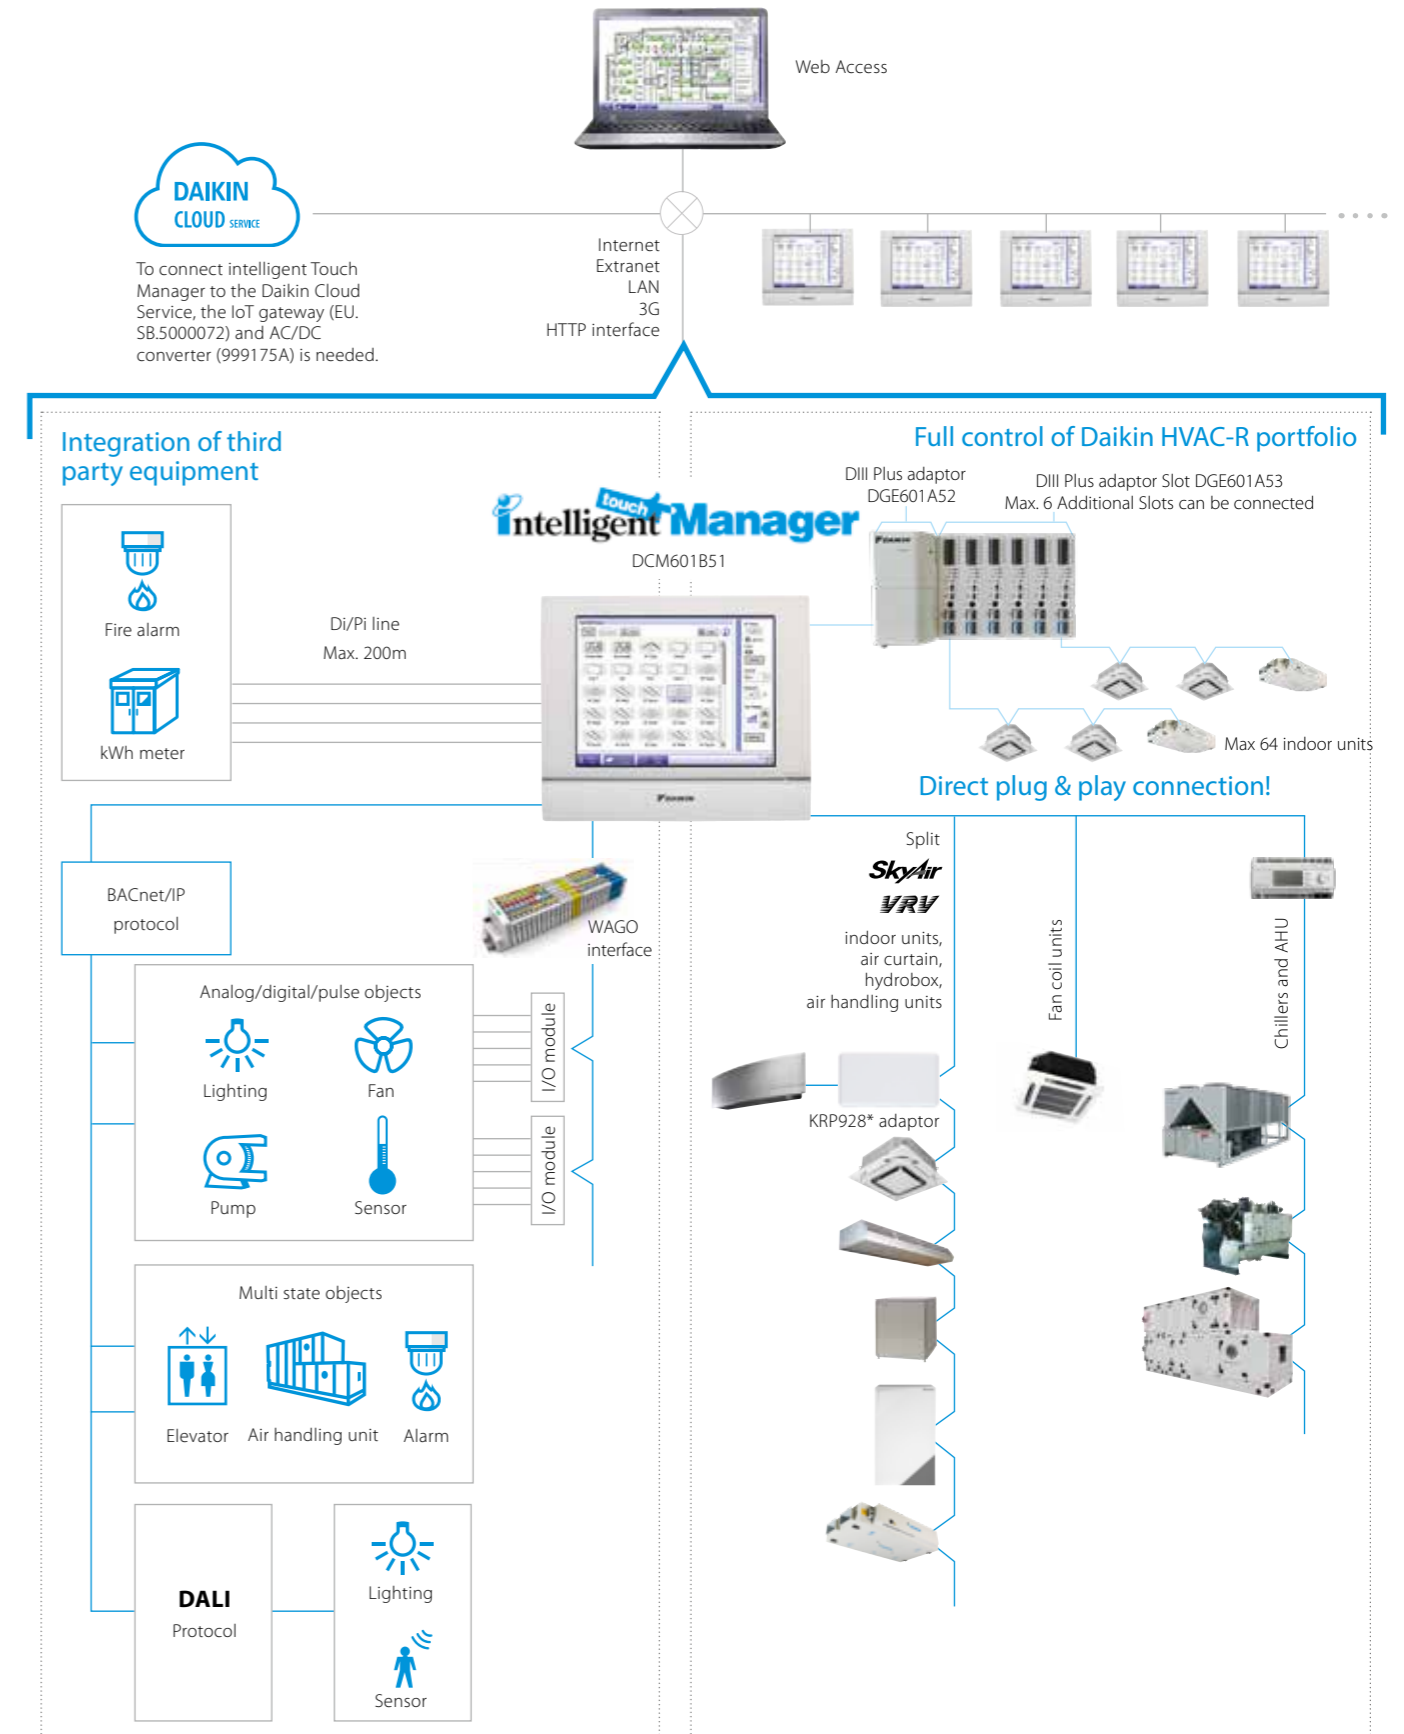 Web Access
DAIKIN
CLOUD SERVICE
To connect intelligent Touch
Manager to the Daikin Cloud
Service, the IoT gateway (EU.
SB.5000072) and AC/DC
converter (999175A) is needed.
Internet
Extranet
LAN
3G
HTTP interface
Integration of third
party equipment
Fire alarm
kWh meter
Di/Pi line
Max. 200m
intelligent touch Manager
DCM601B51
Full control of Daikin HVAC-R portfolio
DIII Plus adaptor
DGE601A52
DIII Plus adaptor Slot DGE601A53
Max. 6 Additional Slots can be connected
DAIKIN
DAIKIN
Max 64 indoor units
Direct plug & play connection!
BACnet/IP
protocol
WAGO
interface
Analog/digital/pulse objects
Lighting
Fan
Pump
Sensor
I/O module
I/O module
Multi state objects
Elevator
Air handling unit
Alarm
DALI
Protocol
Lighting
Sensor
Split
SkyAir
VRV
indoor units,
air curtain,
hydrobox,
air handling units
KRP928* adaptor
Fan coil units
Chillers and AHU